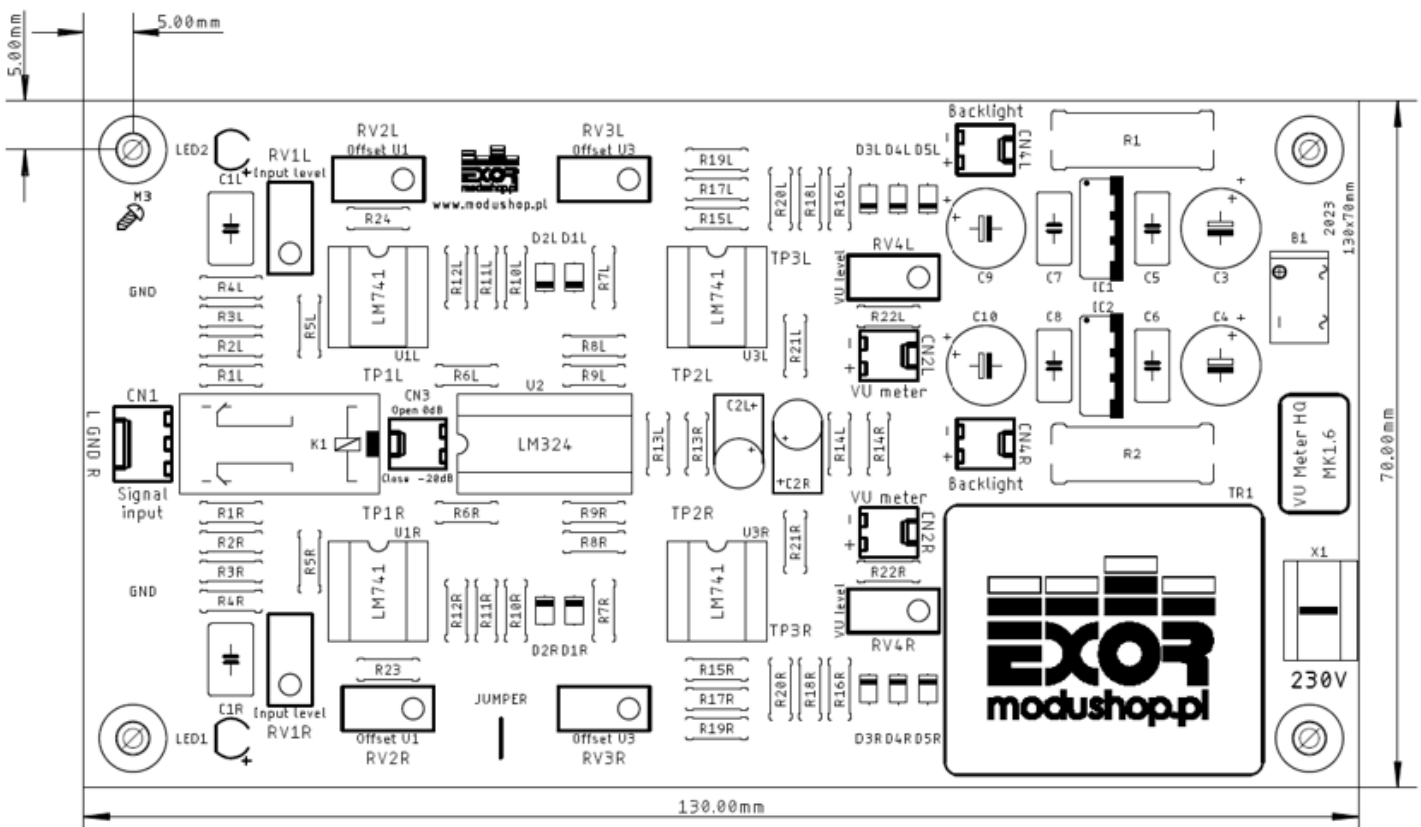 5.00mm
5.00mm
Backlight
CN4L
- +
R1
LED2
C1L
+
RV1L
Input level
RV2L
Offset U1
EXOR
modushop.pl
www.modushop.pl
RV3L
Offset U3
R19L
R17L
R15L
R20L
R18L
R16L
D3L D4L D5L
M3
R24
2023
130x70mm
B1
GND
R4L
R3L
R2L
R1L
R5L
LM741
U1L
R12L
R11L
R10L
D2L D1L
R7L
R8L
R9L
LM741
U3L
TP3L
R21L
RV4L
VU level
R22L
CN2L
- +
VU meter
C9
C7
IC1
C5
C3
C10
C8
IC2
C6
C4 +
CN1
L GND R
Signal
input
K1
TP1L
CN3
Open 0dB
Close -20dB
R6L
U2
LM324
TP2L
R13L
R13R
C2L+
+C2R
R14L
R14R
CN4R
- +
Backlight
R2
VU Meter HQ
MK1.6
70.00mm
R1R
R2R
R3R
R4R
R5R
GND
TP1R
R6R
R9R
R8R
TP2R
U1R
LM741
R12R
R11R
R10R
D2R D1R
R7R
U3R
LM741
TP3R
R21R
VU meter
CN2R
- +
R22R
VU level
RV4R
TR1
EXOR
modushop.pl
X1
230V
C1R
LED1
+
Input level
RV1R
R23
Offset U1
RV2R
JUMPER
Offset U3
RV3R
R15R
R17R
R19R
R20R
R18R
R16R
D3R D4R D5R
130.00mm